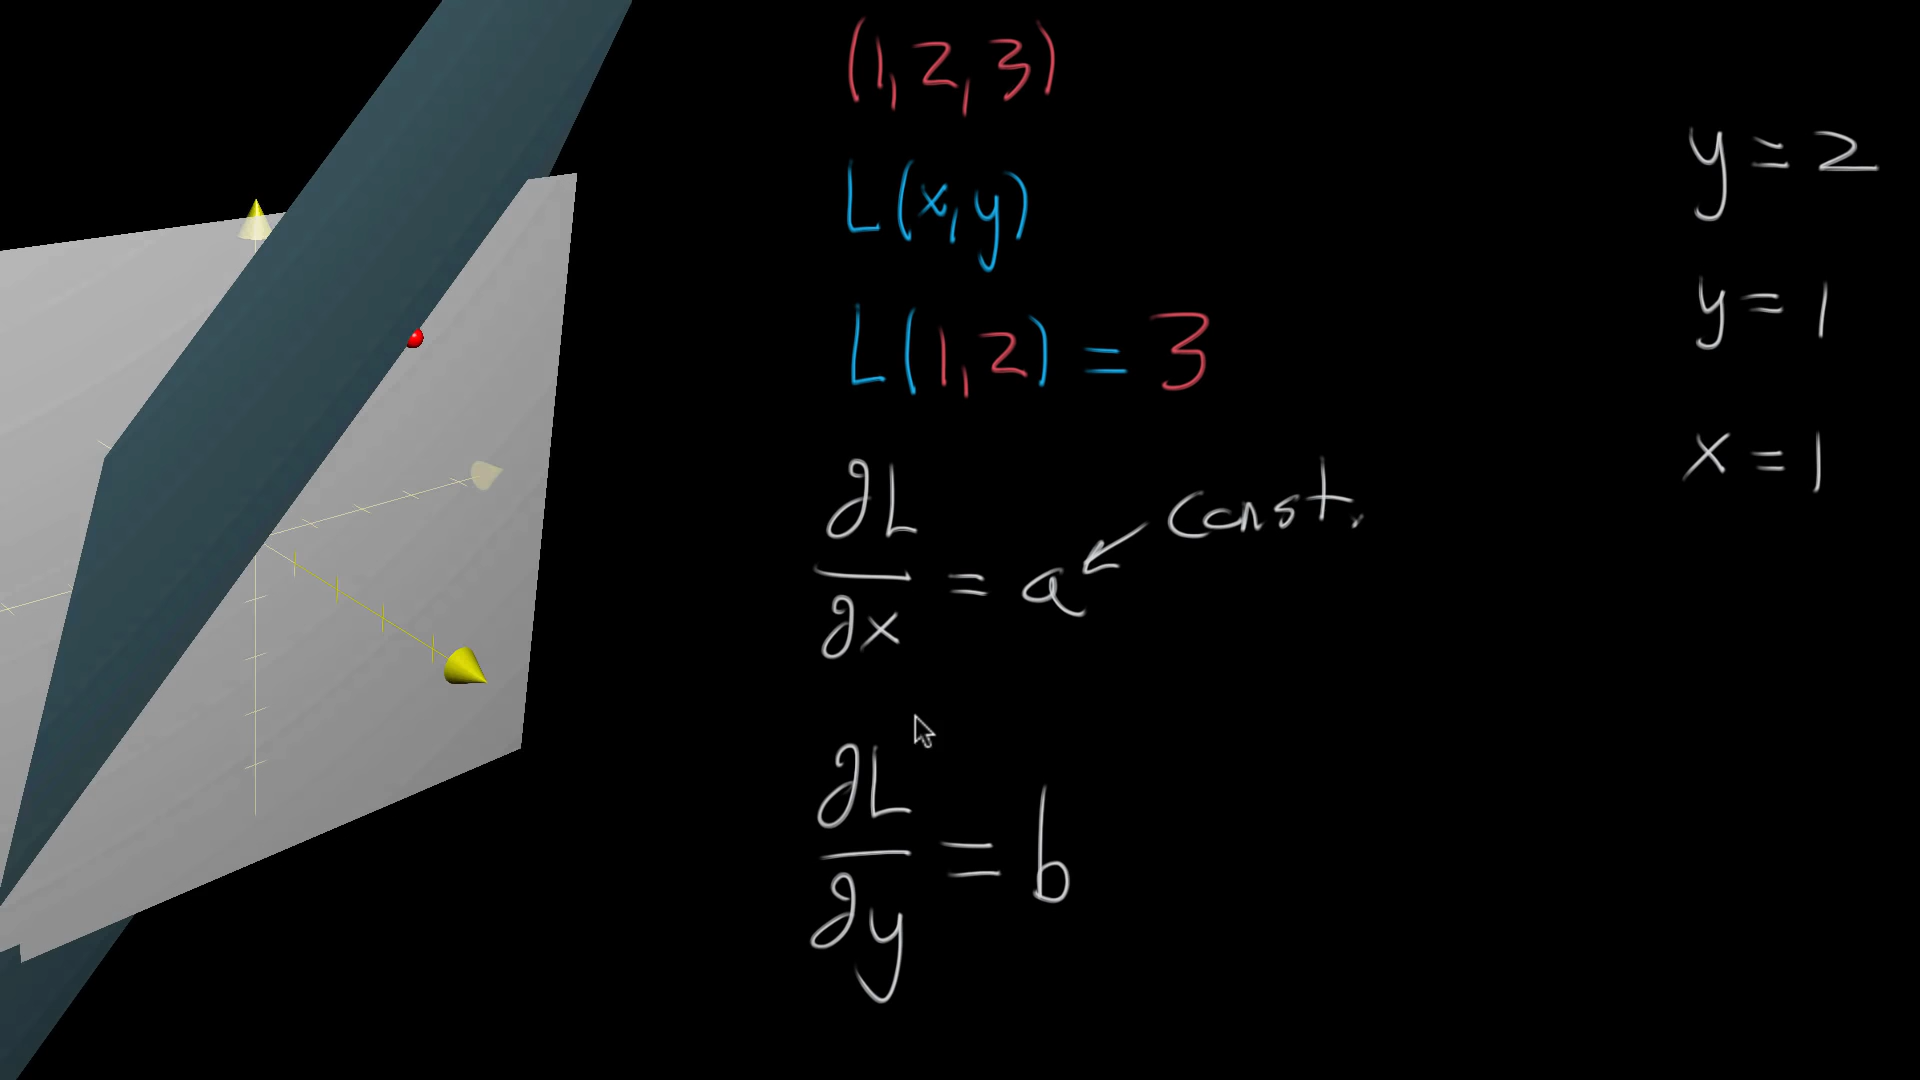 (1, 2, 3)
L(x, y)
L(1, 2) = 3
∂L/∂x = a ← const.
∂L/∂y = b
y = 2
y = 1
x = 1